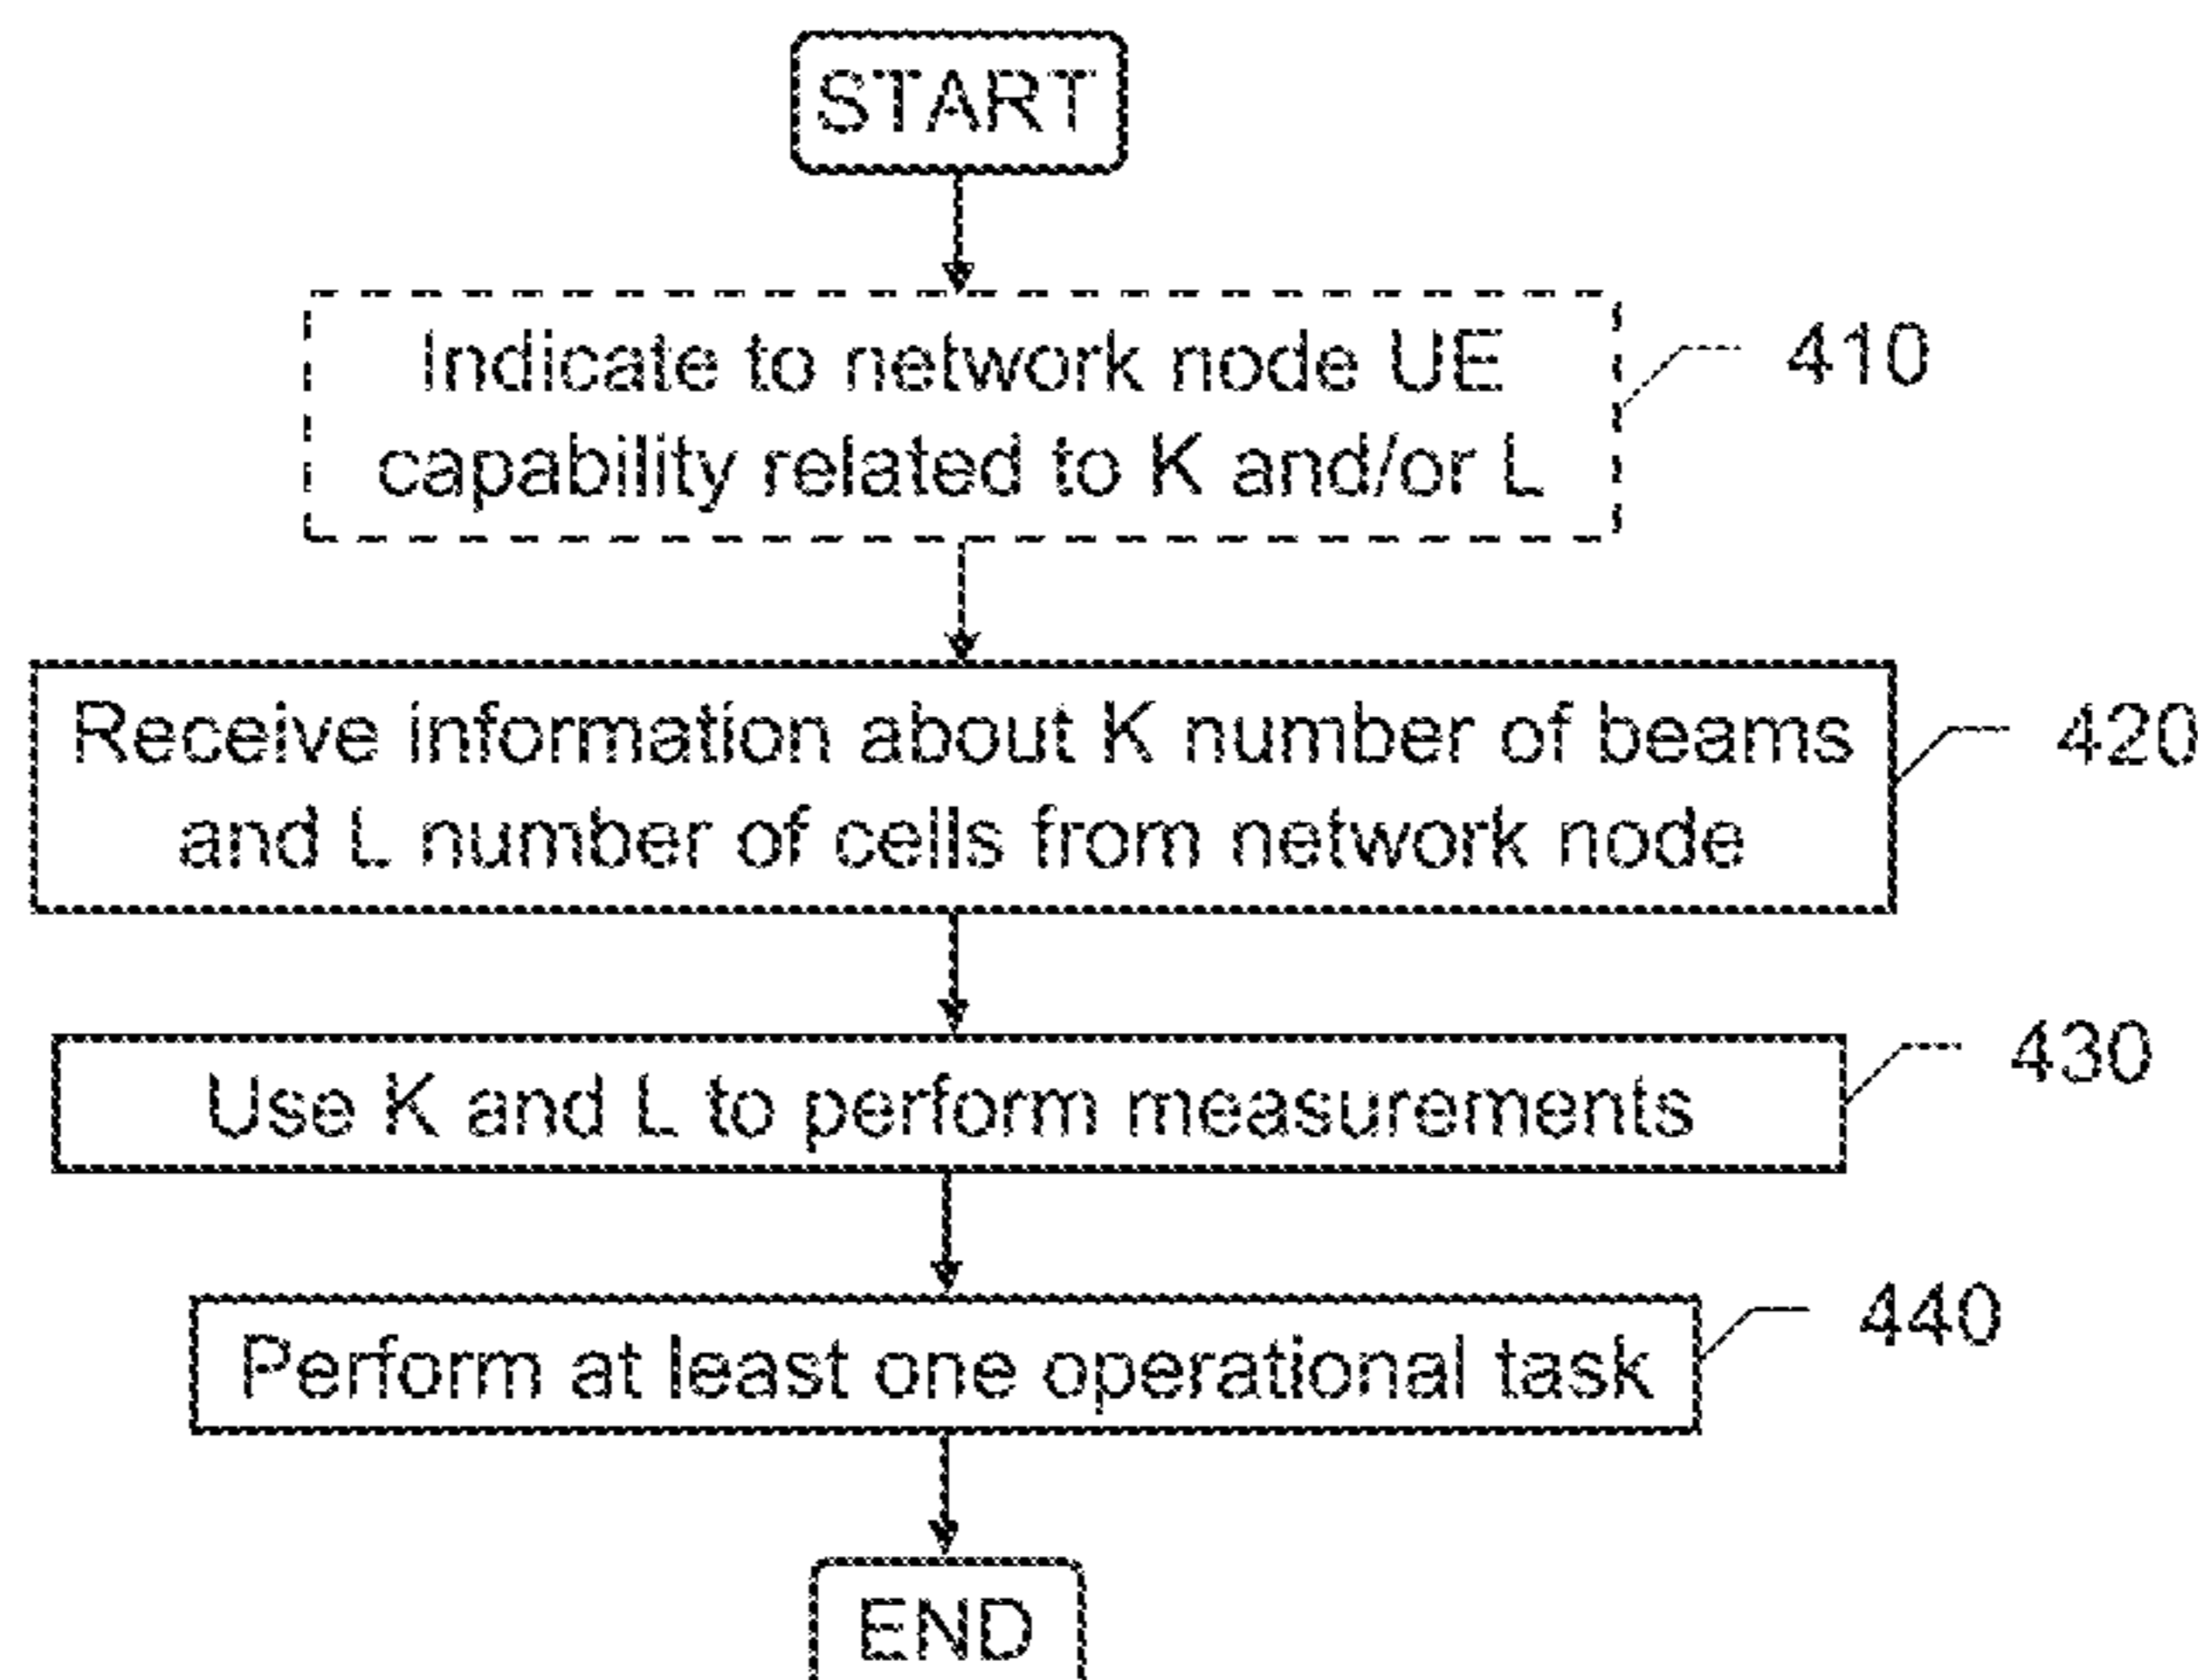 START
Indicate to network node UE
capability related to K and/or L
410
Receive information about K number of beams
and L number of cells from network node
420
Use K and L to perform measurements
430
Perform at least one operational task
440
END